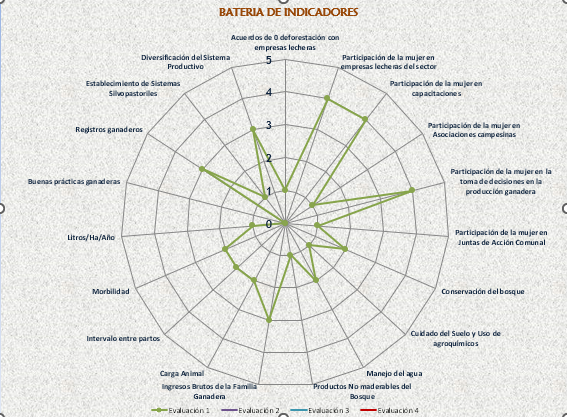 BATERIA DE INDICADORES
Acuerdos de 0 deforestación con
empresas lecheras
Participación de la mujer en
empresas lecheras del sector
Participación de la mujer en
capacitaciones
Participación de la mujer en
Asociaciones campesinas
Participación de la mujer en la
toma de decisiones en la
producción ganadera
Participación de la mujer en
Juntas de Acción Comunal
Conservación del bosque
Cuidado del Suelo y Uso de
agroquímicos
Manejo del agua
Productos No maderables del
Bosque
Ingresos Brutos de la Familia
Ganadera
Carga Animal
Intervalo entre partos
Morbilidad
Litros/Ha/Año
Buenas prácticas ganaderas
Registros ganaderos
Establecimiento de Sistemas
Silvopastoriles
Diversificación del Sistema
Productivo
5
4
3
2
1
0
Evaluación 1
Evaluación 2
Evaluación 3
Evaluación 4